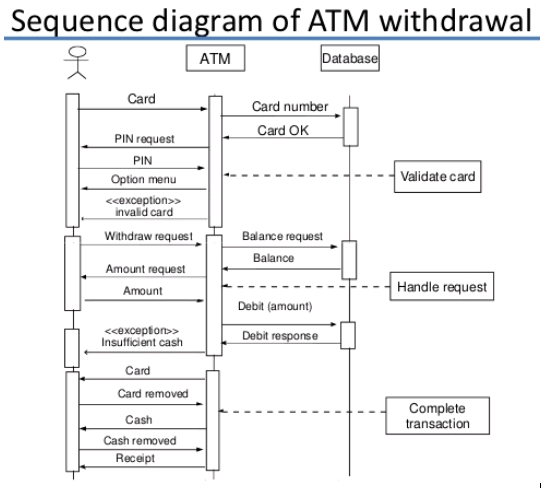 Sequence diagram of ATM withdrawal
ATM
Database
Card
Card number
Card OK
PIN request
PIN
Option menu
Validate card
<<exception>>
invalid card
Withdraw request
Balance request
Balance
Amount request
Amount
Handle request
Debit (amount)
<<exception>>
Insufficient cash
Debit response
Card
Card removed
Cash
Complete
transaction
Cash removed
Receipt